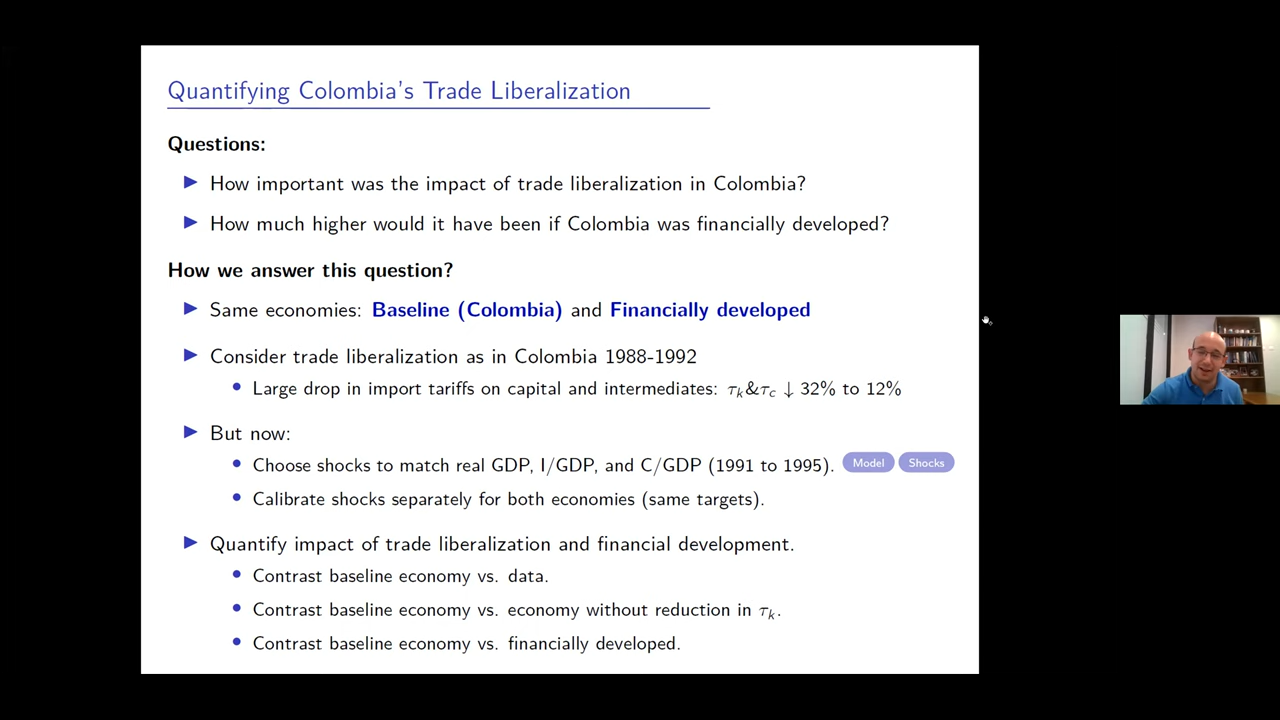 Quantifying Colombia's Trade Liberalization
Questions:
▶ How important was the impact of trade liberalization in Colombia?
▶ How much higher would it have been if Colombia was financially developed?
How we answer this question?
▶ Same economies: Baseline (Colombia) and Financially developed
▶ Consider trade liberalization as in Colombia 1988-1992
• Large drop in import tariffs on capital and intermediates: τk&τc ↓ 32% to 12%
▶ But now:
• Choose shocks to match real GDP, I/GDP, and C/GDP (1991 to 1995). Model Shocks
• Calibrate shocks separately for both economies (same targets).
▶ Quantify impact of trade liberalization and financial development.
• Contrast baseline economy vs. data.
• Contrast baseline economy vs. economy without reduction in τk.
• Contrast baseline economy vs. financially developed.